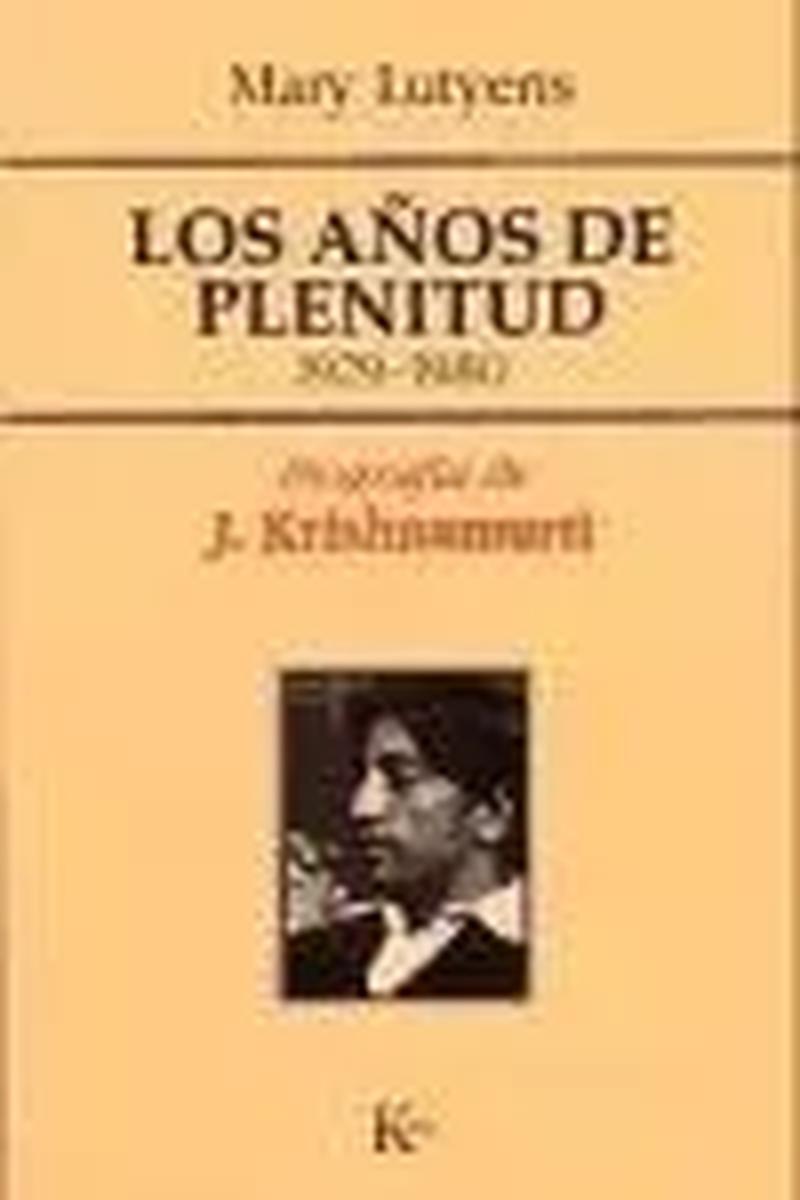 Mary Lutyens
LOS AÑOS DE
PLENITUD
Biografía de
J. Krishnamurti